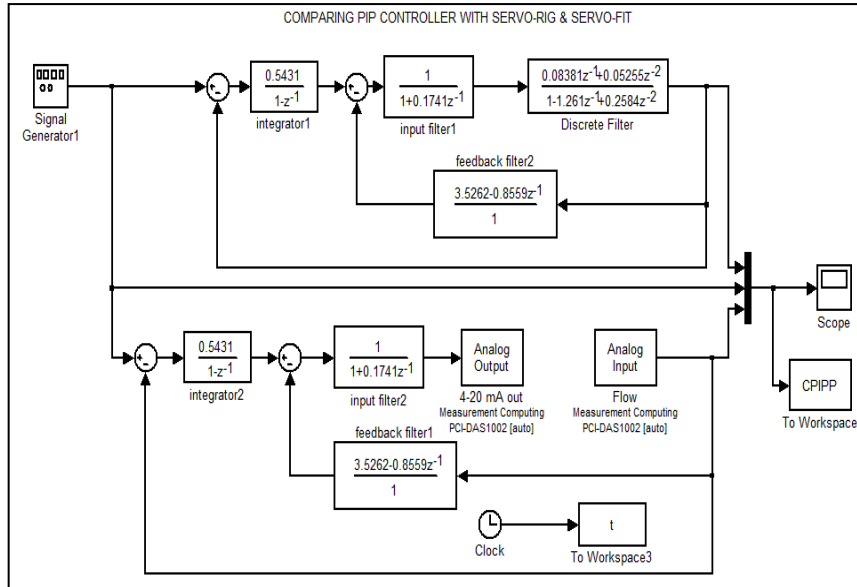 COMPARING PIP CONTROLLER WITH SERVO-RIG & SERVO-FIT
Signal
Generator1
+
-
0.5431
1-z-1
integrator1
+
-
1
1+0.1741z-1
input filter1
0.08381z-1+0.05255z-2
1-1.261z-1+0.2584z-2
Discrete Filter
feedback filter2
3.5262-0.8559z-1
1
Scope
CPIPP
To Workspace
+
-
0.5431
1-z-1
integrator2
+
-
1
1+0.1741z-1
input filter2
Analog
Output
4-20 mA out
Measurement Computing
PCI-DAS1002 [auto]
Analog
Input
Flow
Measurement Computing
PCI-DAS1002 [auto]
feedback filter1
3.5262-0.8559z-1
1
Clock
t
To Workspace3